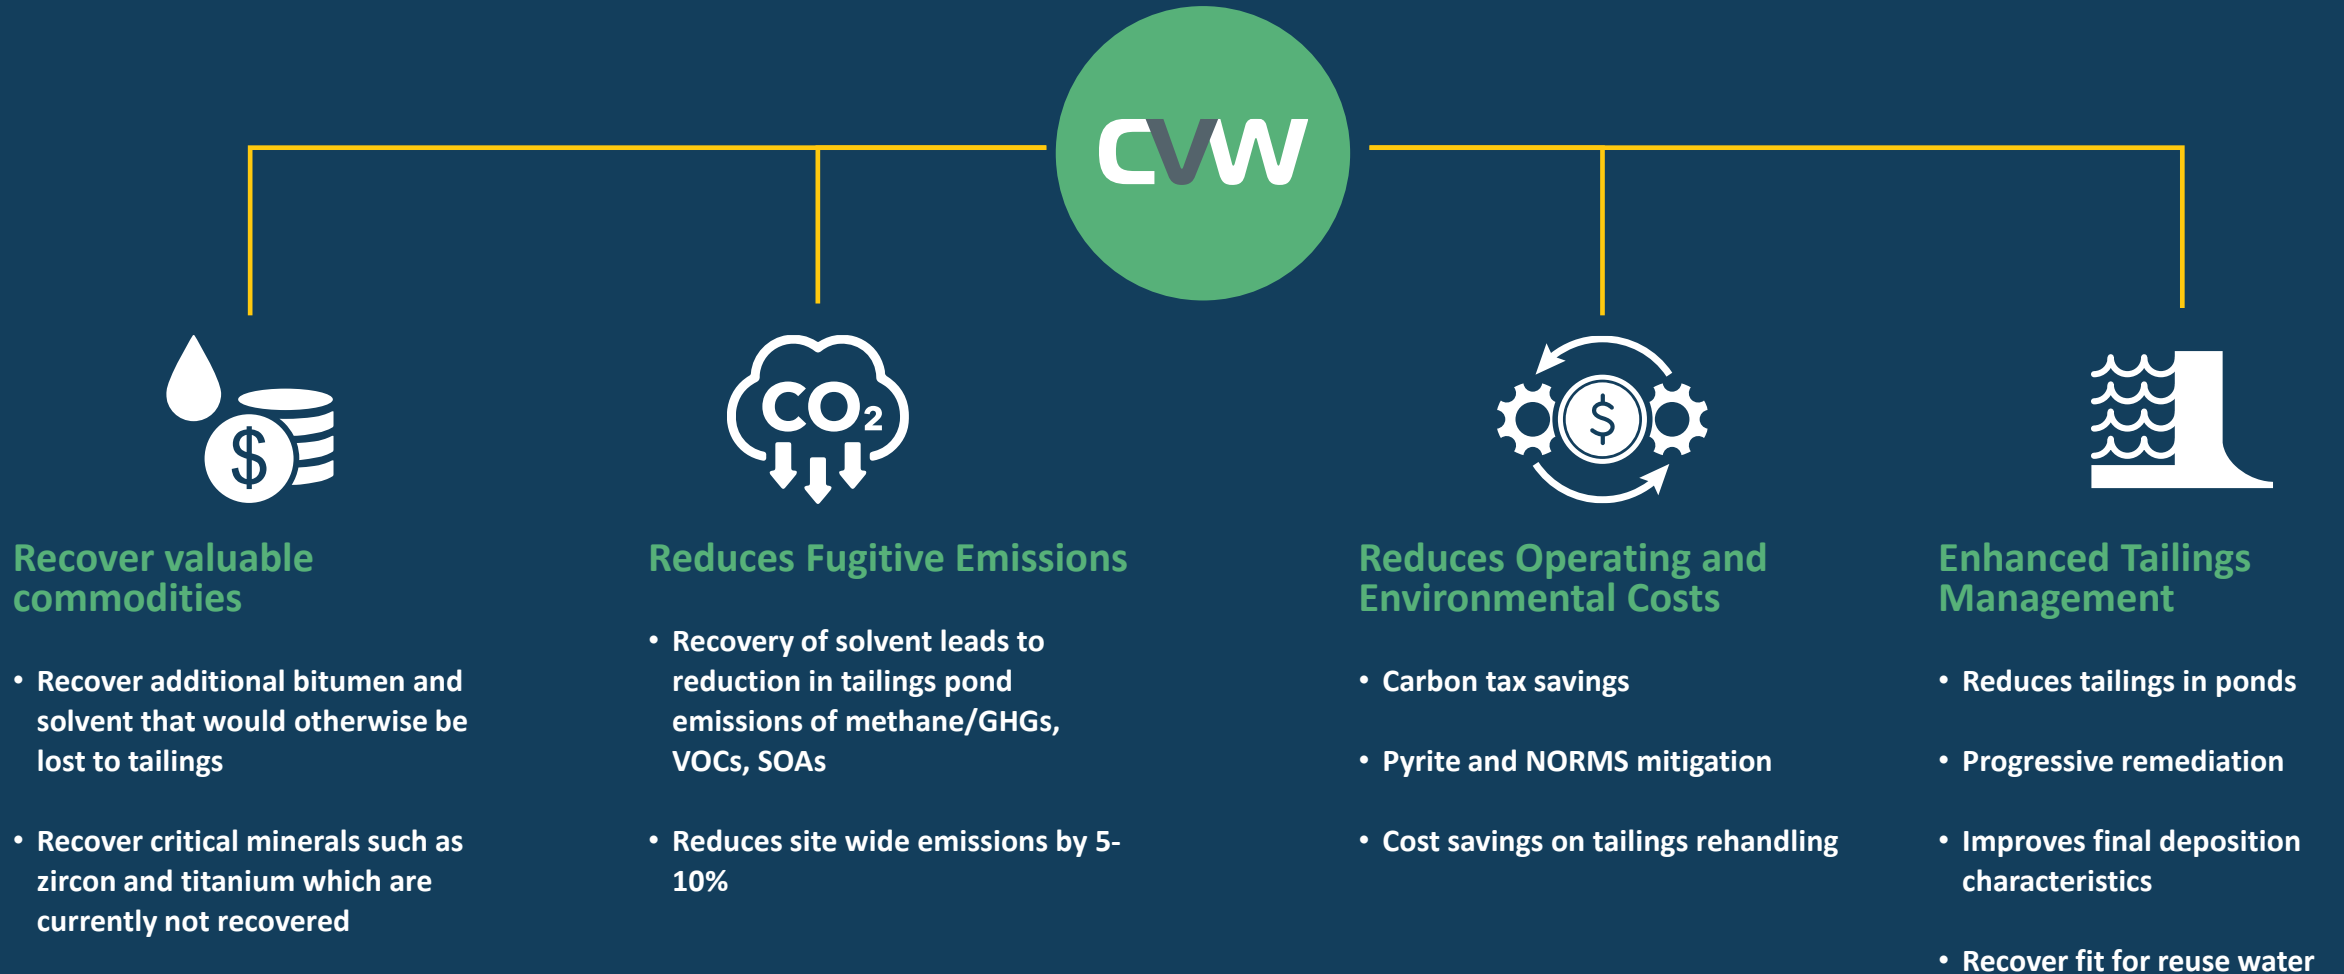 CVW
CO₂
$
$
Recover valuable
commodities
• Recover additional bitumen and
solvent that would otherwise be
lost to tailings
• Recover critical minerals such as
zircon and titanium which are
currently not recovered
Reduces Fugitive Emissions
• Recovery of solvent leads to
reduction in tailings pond
emissions of methane/GHGs,
VOCs, SOAs
• Reduces site wide emissions by 5-
10%
Reduces Operating and
Environmental Costs
• Carbon tax savings
• Pyrite and NORMS mitigation
• Cost savings on tailings rehandling
Enhanced Tailings
Management
• Reduces tailings in ponds
• Progressive remediation
• Improves final deposition
characteristics
• Recover fit for reuse water